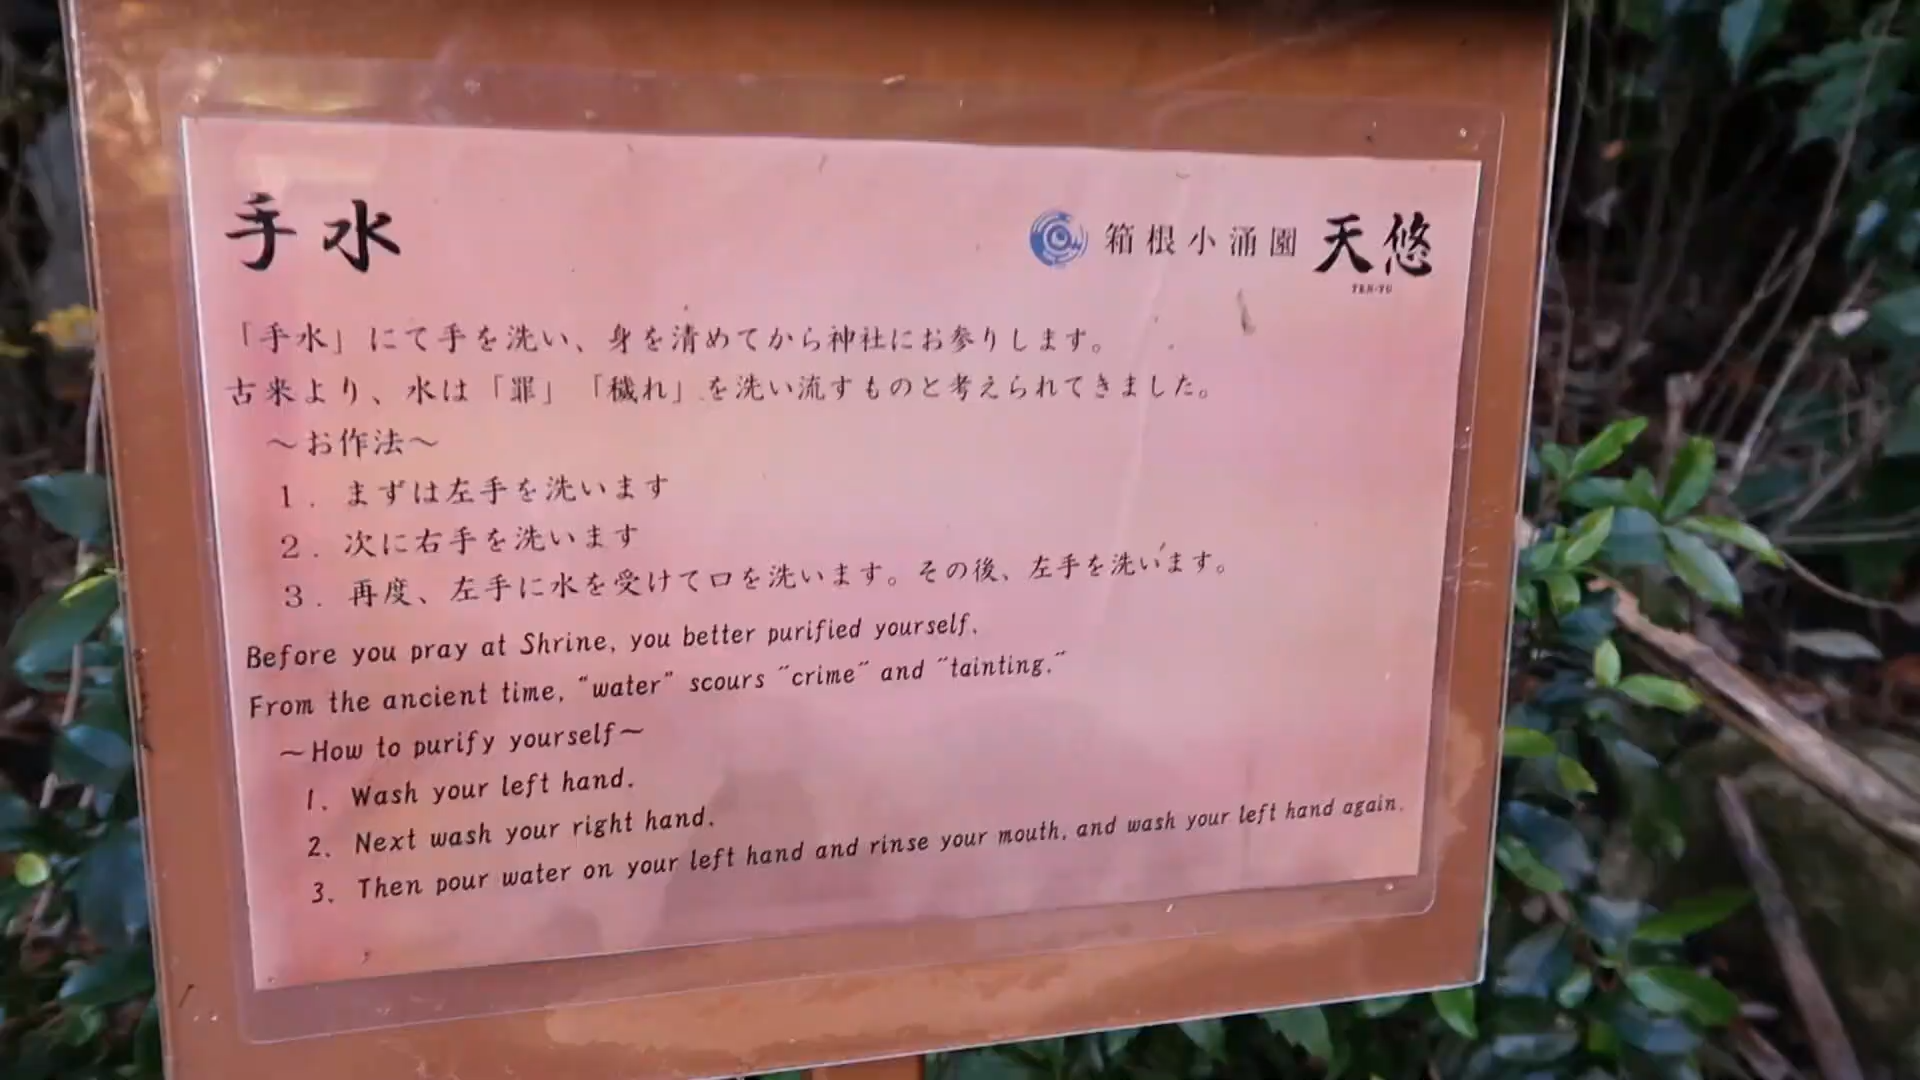 手水
箱根小涌園 天悠
TEN-YU
「手水」にて手を洗い、身を清めてから神社にお参りします。
古来より、水は「罪」「穢れ」を洗い流すものと考えられてきました。
～お作法～
1. まずは左手を洗います
2. 次に右手を洗います
3. 再度、左手に水を受けて口を洗います。その後、左手を洗います。
Before you pray at Shrine, you better purified yourself.
From the ancient time, "water" scours "crime" and "tainting."
～How to purify yourself～
1. Wash your left hand.
2. Next wash your right hand.
3. Then pour water on your left hand and rinse your mouth, and wash your left hand again.